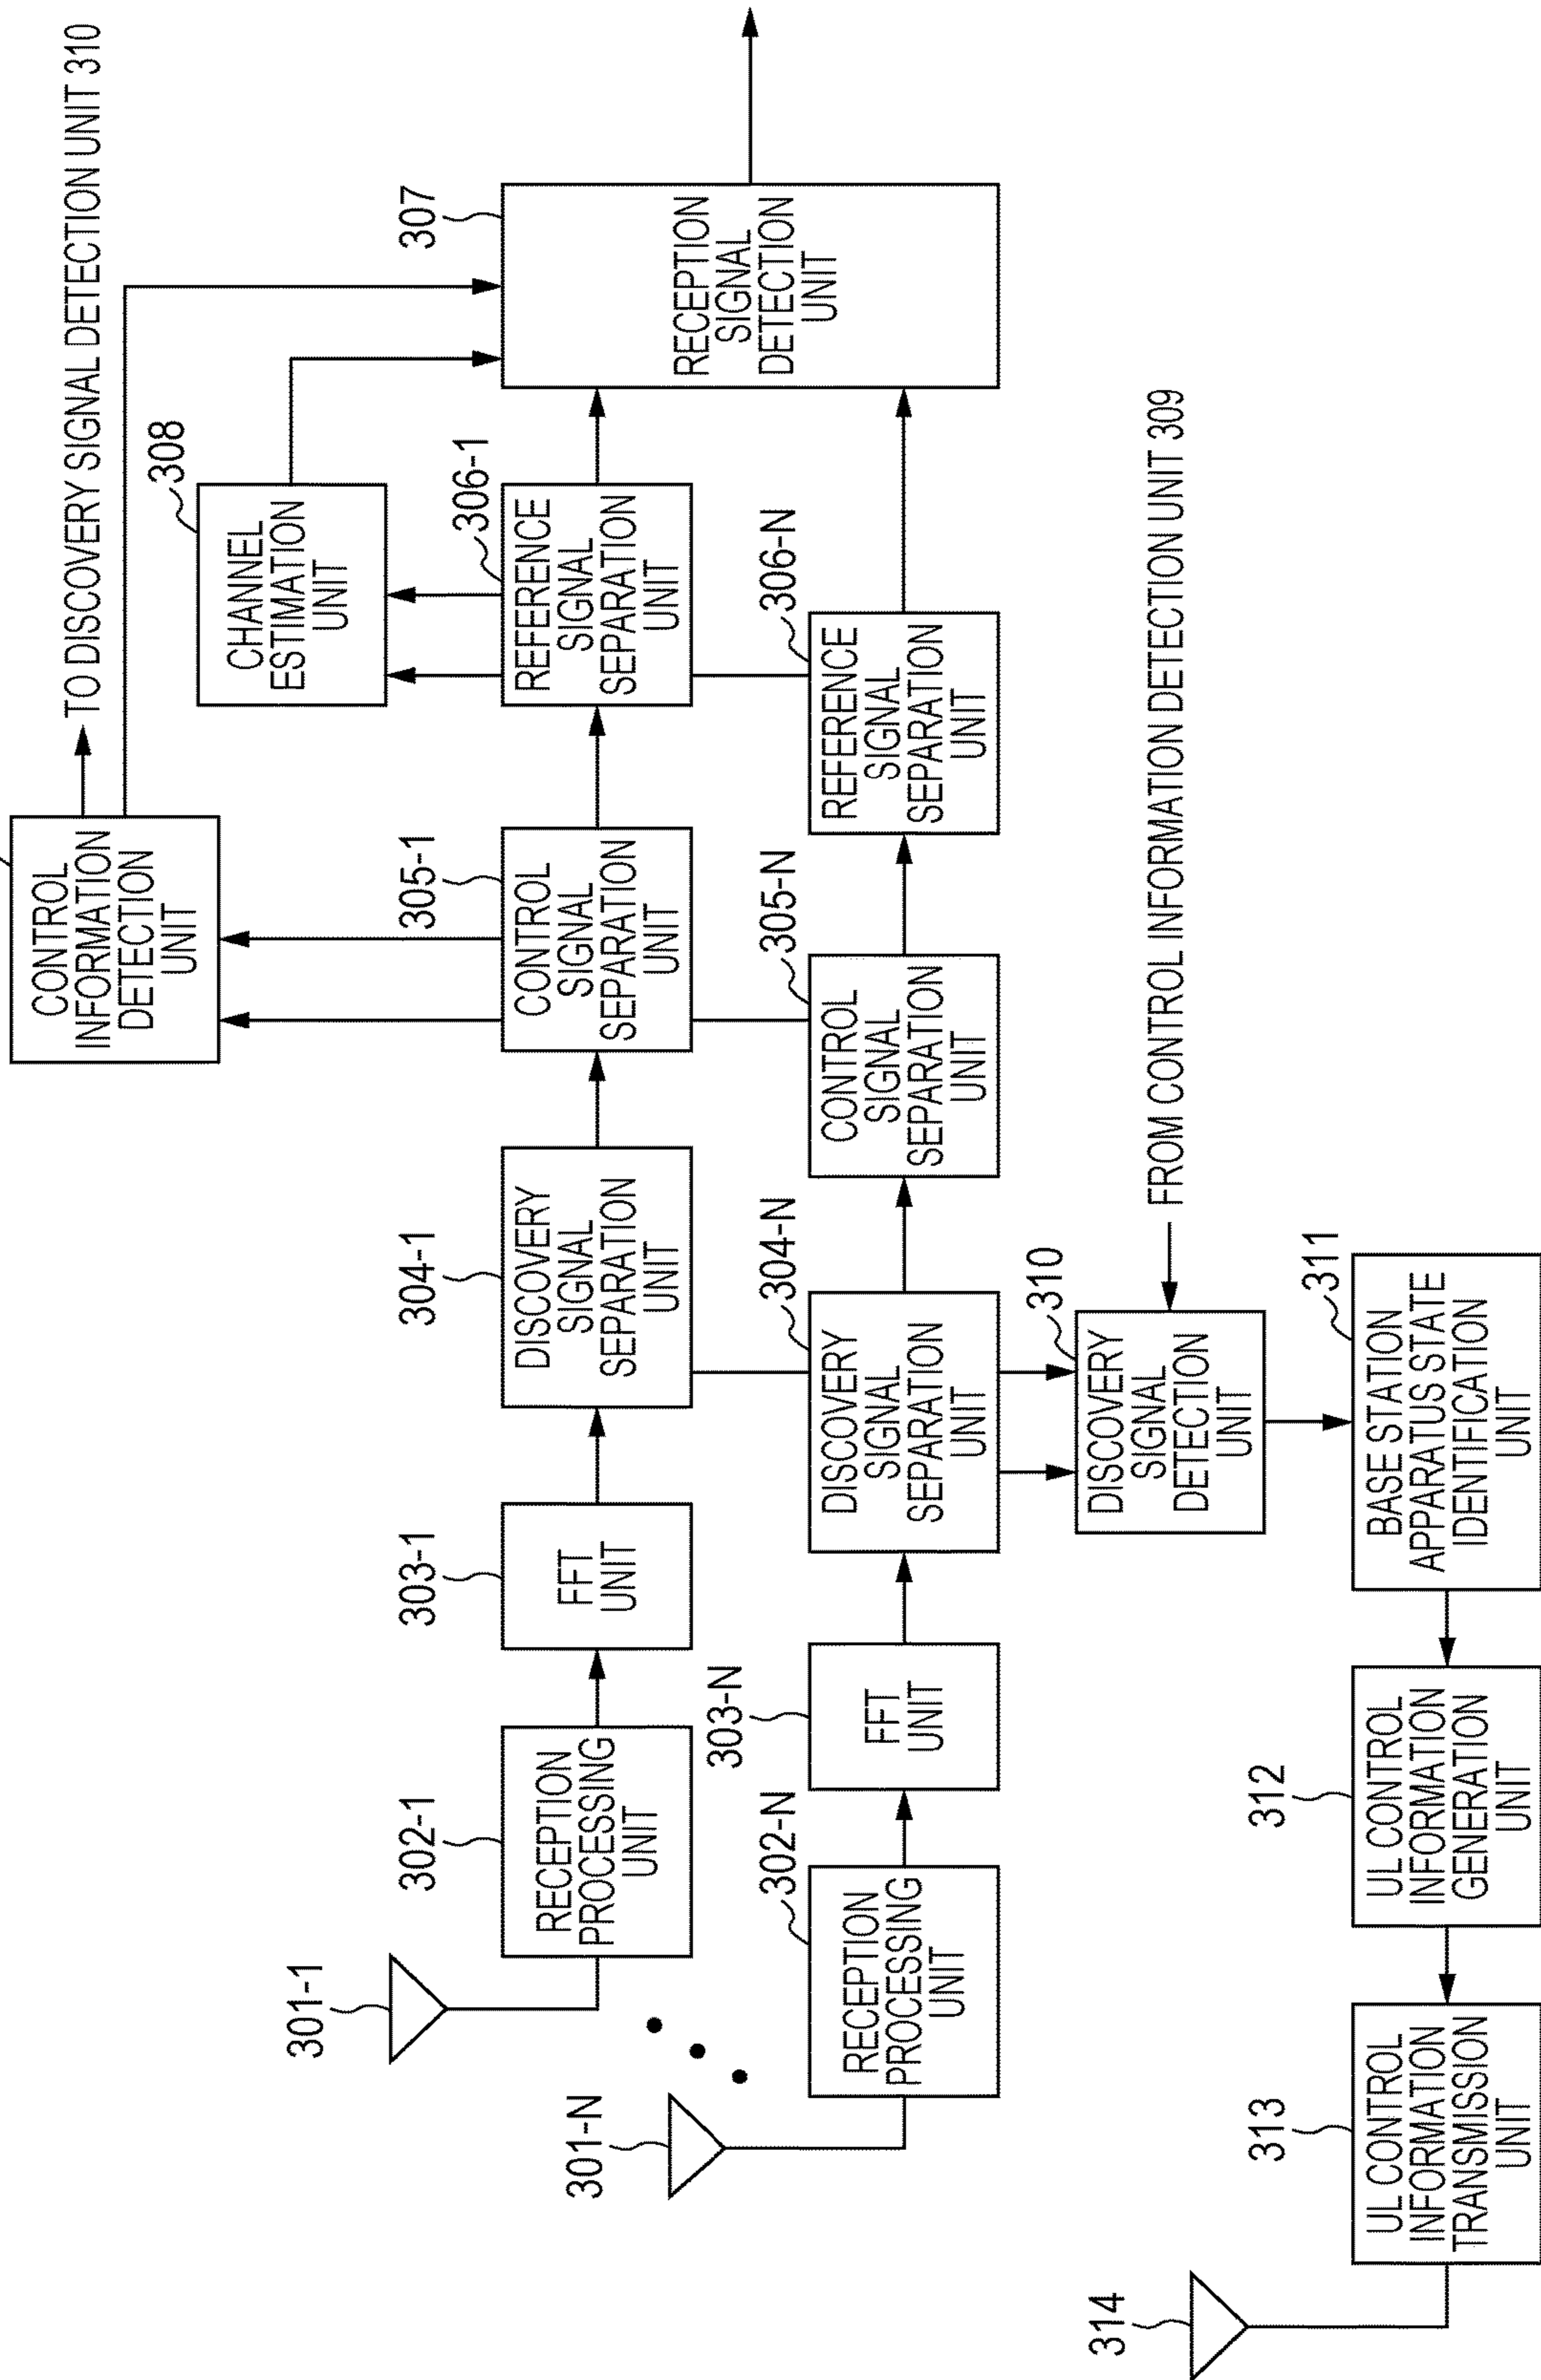 TO DISCOVERY SIGNAL DETECTION UNIT 310
CONTROL
INFORMATION
DETECTION
UNIT
308
CHANNEL
ESTIMATION
UNIT
301-1
302-1
RECEPTION
PROCESSING
UNIT
303-1
FFT
UNIT
304-1
DISCOVERY
SIGNAL
SEPARATION
UNIT
305-1
CONTROL
SIGNAL
SEPARATION
UNIT
306-1
REFERENCE
SIGNAL
SEPARATION
UNIT
307
RECEPTION
SIGNAL
DETECTION
UNIT
301-N
302-N
RECEPTION
PROCESSING
UNIT
303-N
FFT
UNIT
304-N
DISCOVERY
SIGNAL
SEPARATION
UNIT
305-N
CONTROL
SIGNAL
SEPARATION
UNIT
306-N
REFERENCE
SIGNAL
SEPARATION
UNIT
310
DISCOVERY
SIGNAL
DETECTION
UNIT
FROM CONTROL INFORMATION DETECTION UNIT 309
314
313
UL CONTROL
INFORMATION
TRANSMISSION
UNIT
312
UL CONTROL
INFORMATION
GENERATION
UNIT
311
BASE STATION
APPARATUS STATE
IDENTIFICATION
UNIT